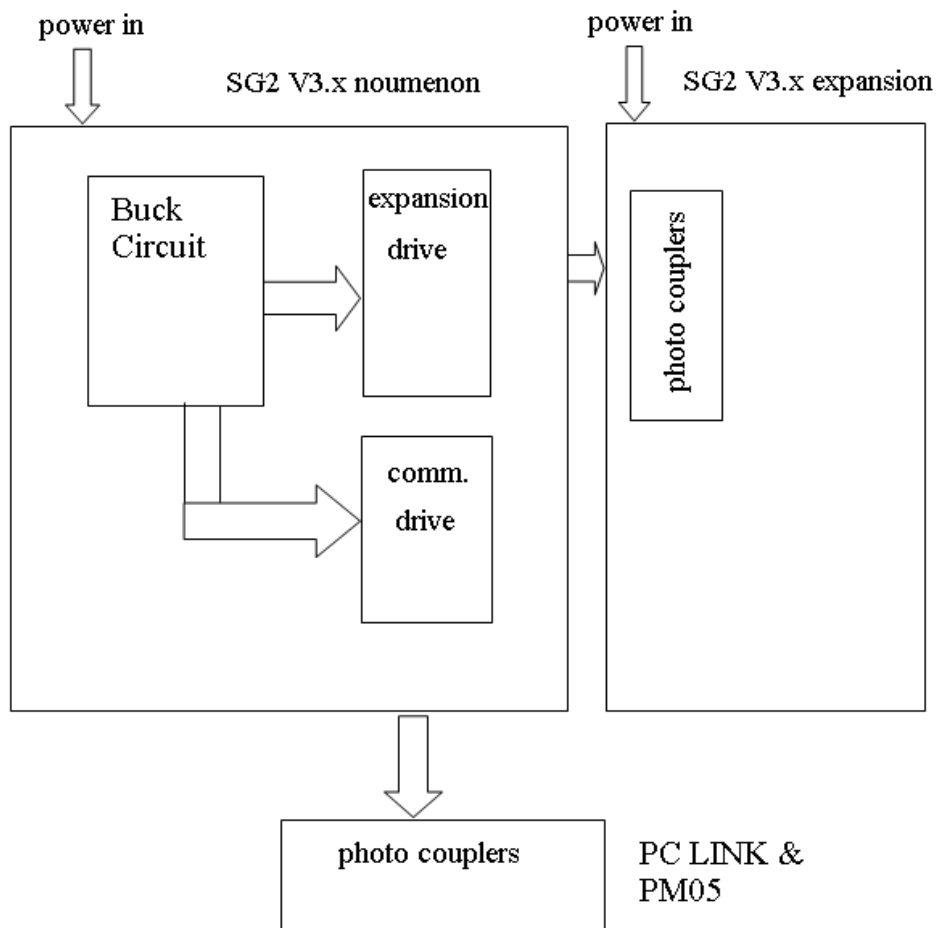 power in
power in
SG2 V3.x noumenon
SG2 V3.x expansion
Buck
Circuit
expansion
drive
photo couplers
comm.
drive
photo couplers
PC LINK &
PM05